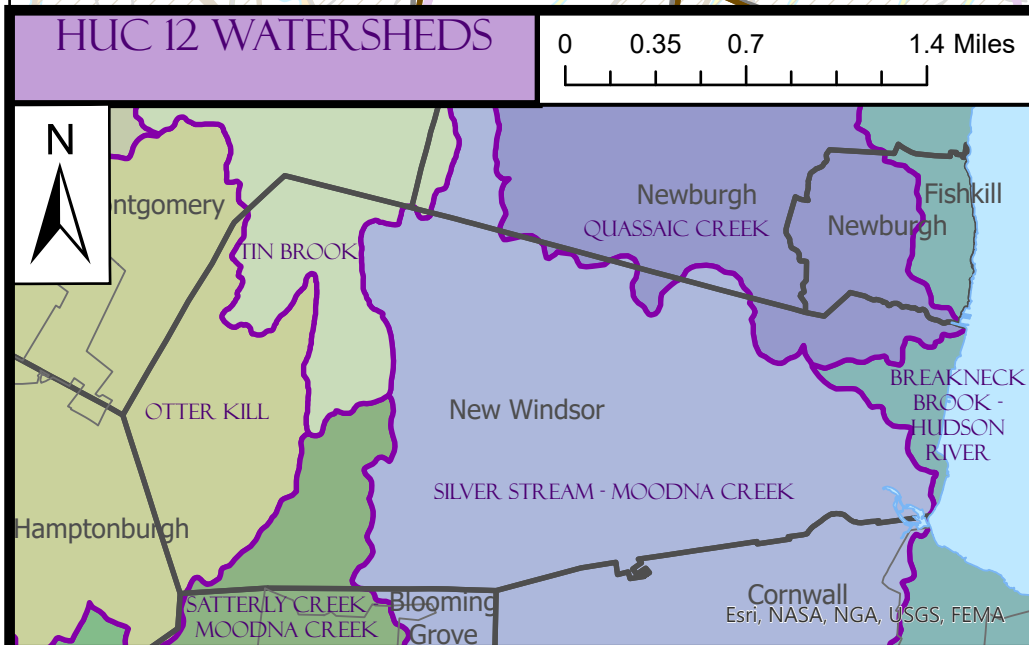 HUC 12 WATERSHEDS
0 0.35 0.7 1.4 Miles
N
ntgomery
Newburgh
Fishkill
QUASSAIC CREEK
Newburgh
TIN BROOK
BREAKNECK
BROOK -
HUDSON
RIVER
OTTER KILL
New Windsor
SILVER STREAM - MOODNA CREEK
Hamptonburgh
SATTERLY CREEK
MOODNA CREEK
Blooming
Grove
Cornwall
Esri, NASA, NGA, USGS, FEMA